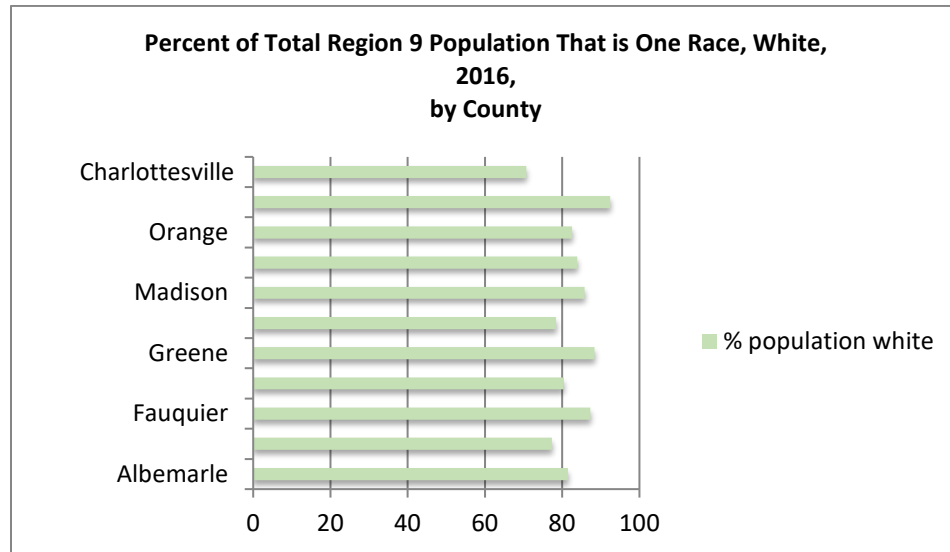 Percent of Total Region 9 Population That is One Race, White,
2016,
by County
Charlottesville
Orange
Madison
Greene
Fauquier
Albemarle
% population white
0 20 40 60 80 100